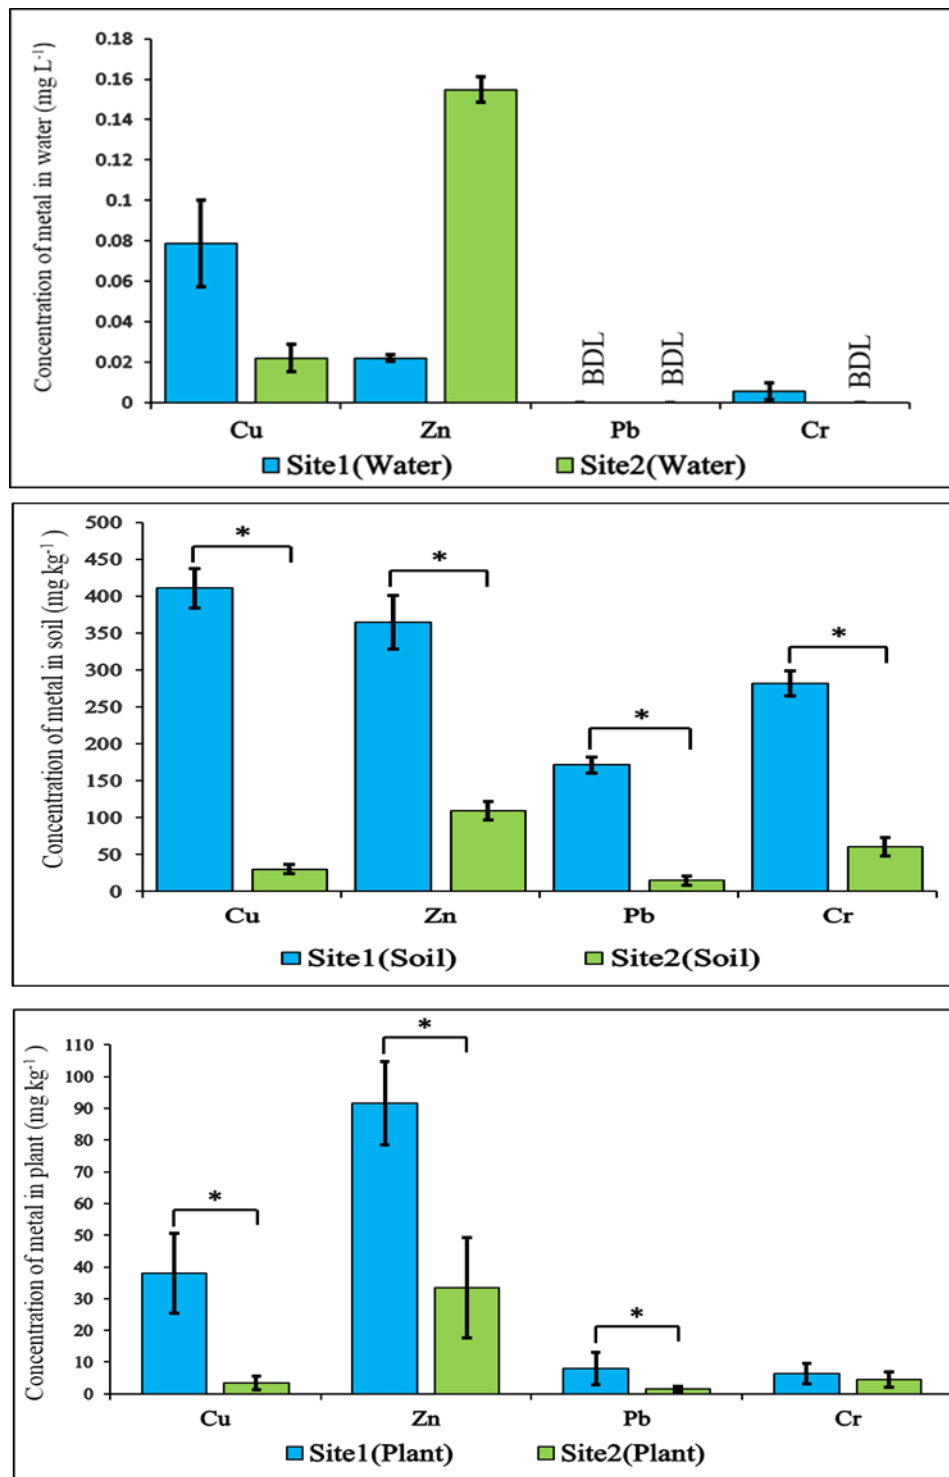 Concentration of metal in water (mg L-1)
0.18
0.16
0.14
0.12
0.1
0.08
0.06
0.04
0.02
0
BDL BDL BDL
Cu Zn Pb Cr
Site1(Water) Site2(Water)
Concentration of metal in soil (mg kg-1 )
500
450
400
350
300
250
200
150
100
50
0
* * * *
Cu Zn Pb Cr
Site1(Soil) Site2(Soil)
Concentration of metal in plant (mg kg-1 )
110
100
90
80
70
60
50
40
30
20
10
0
* * *
Cu Zn Pb Cr
Site1(Plant) Site2(Plant)